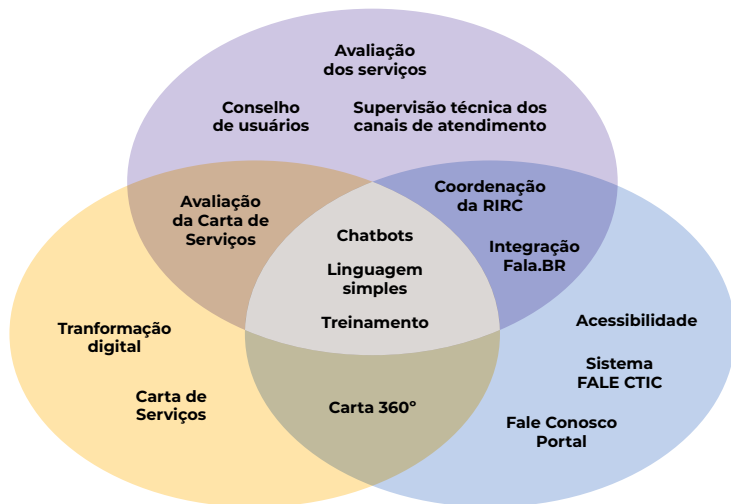 Avaliação
dos serviços
Conselho
de usuários
Supervisão técnica dos
canais de atendimento
Avaliação
da Carta de
Serviços
Coordenação
da RIRC
Integração
Fala.BR
Chatbots
Linguagem
simples
Treinamento
Tranformação
digital
Carta de
Serviços
Carta 360º
Acessibilidade
Sistema
FALE CTIC
Fale Conosco
Portal